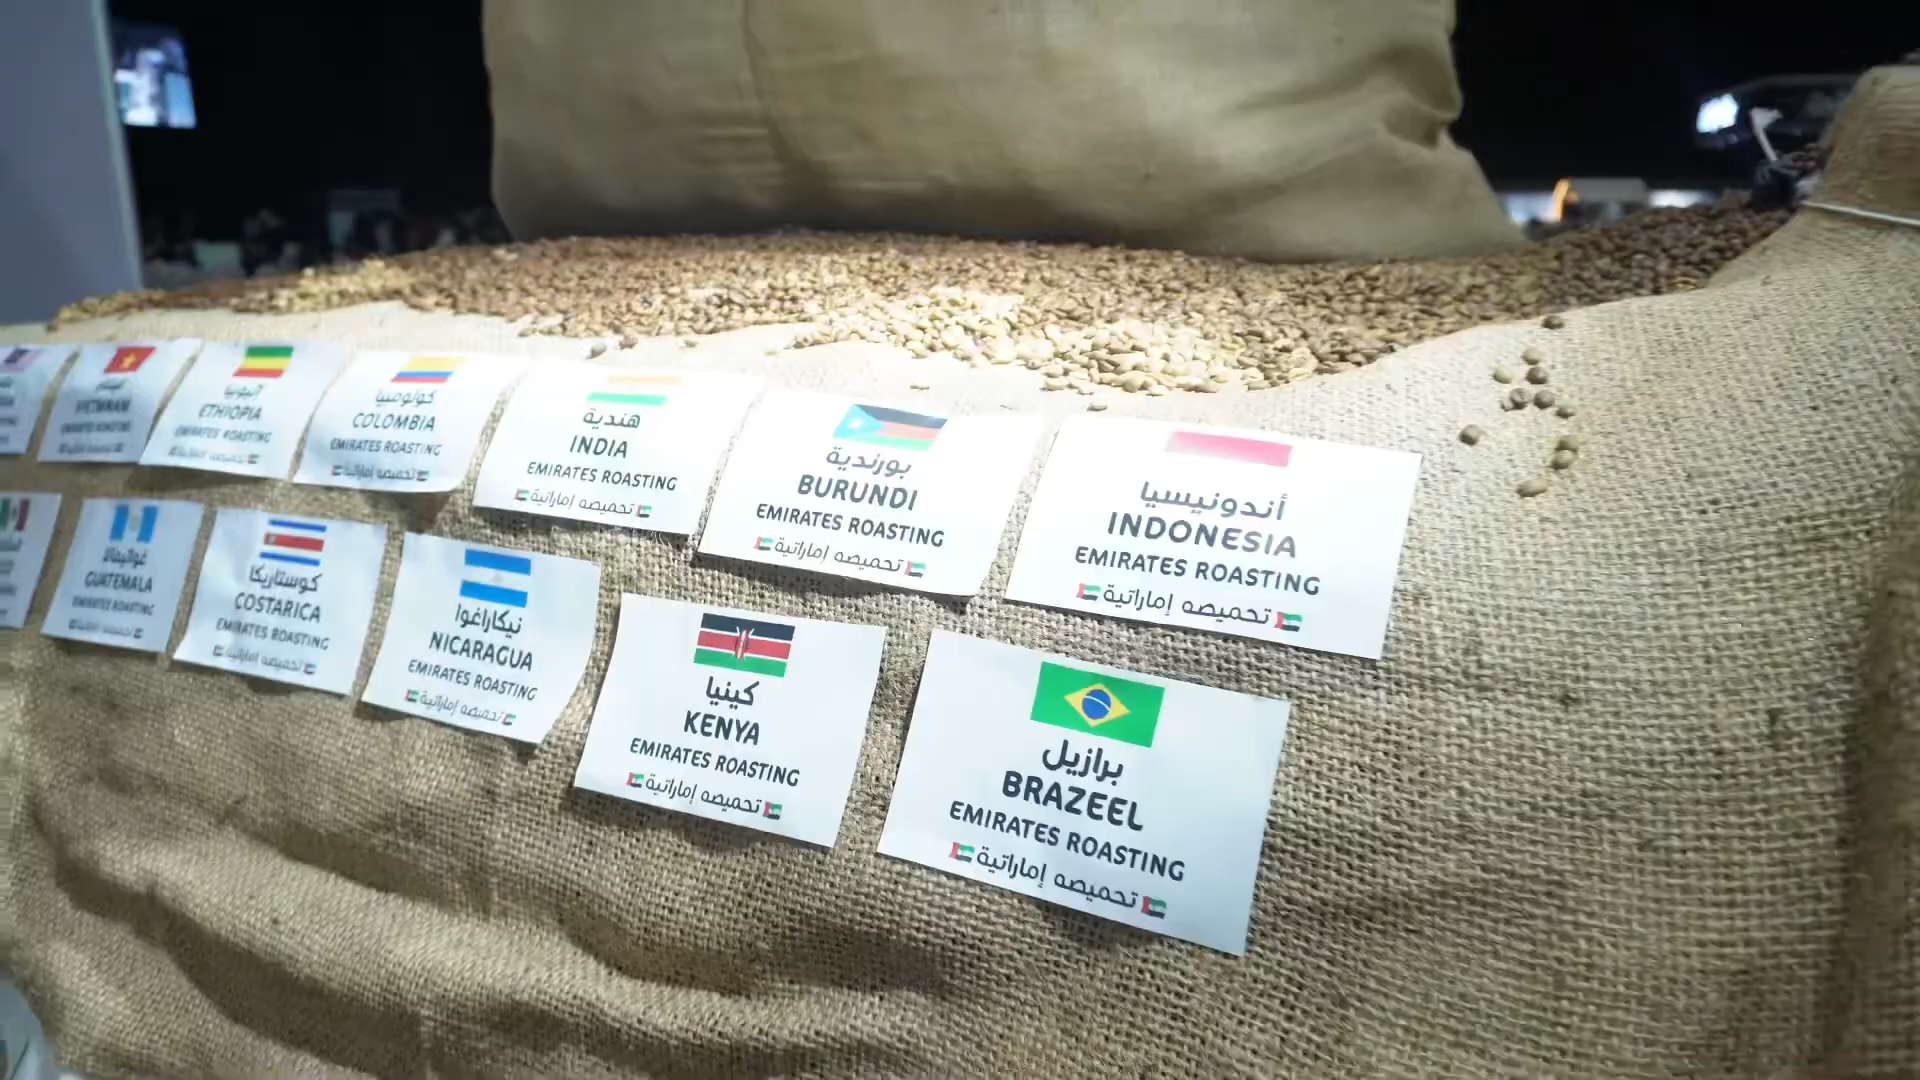 VIETNAM
EMIRATES ROASTING
أثيوبيا
ETHIOPIA
EMIRATES ROASTING
تحميصه إماراتية
كولومبيا
COLOMBIA
EMIRATES ROASTING
تحميصه إماراتية
هندية
INDIA
EMIRATES ROASTING
تحميصه إماراتية
بورندية
BURUNDI
EMIRATES ROASTING
تحميصه إماراتية
أندونيسيا
INDONESIA
EMIRATES ROASTING
تحميصه إماراتية
غواتيمالا
GUATEMALA
EMIRATES ROASTING
تحميصه إماراتية
كوستاريكا
COSTARICA
EMIRATES ROASTING
تحميصه إماراتية
نيكاراغوا
NICARAGUA
EMIRATES ROASTING
تحميصه إماراتية
كينيا
KENYA
EMIRATES ROASTING
تحميصه إماراتية
برازيل
BRAZEEL
EMIRATES ROASTING
تحميصه إماراتية